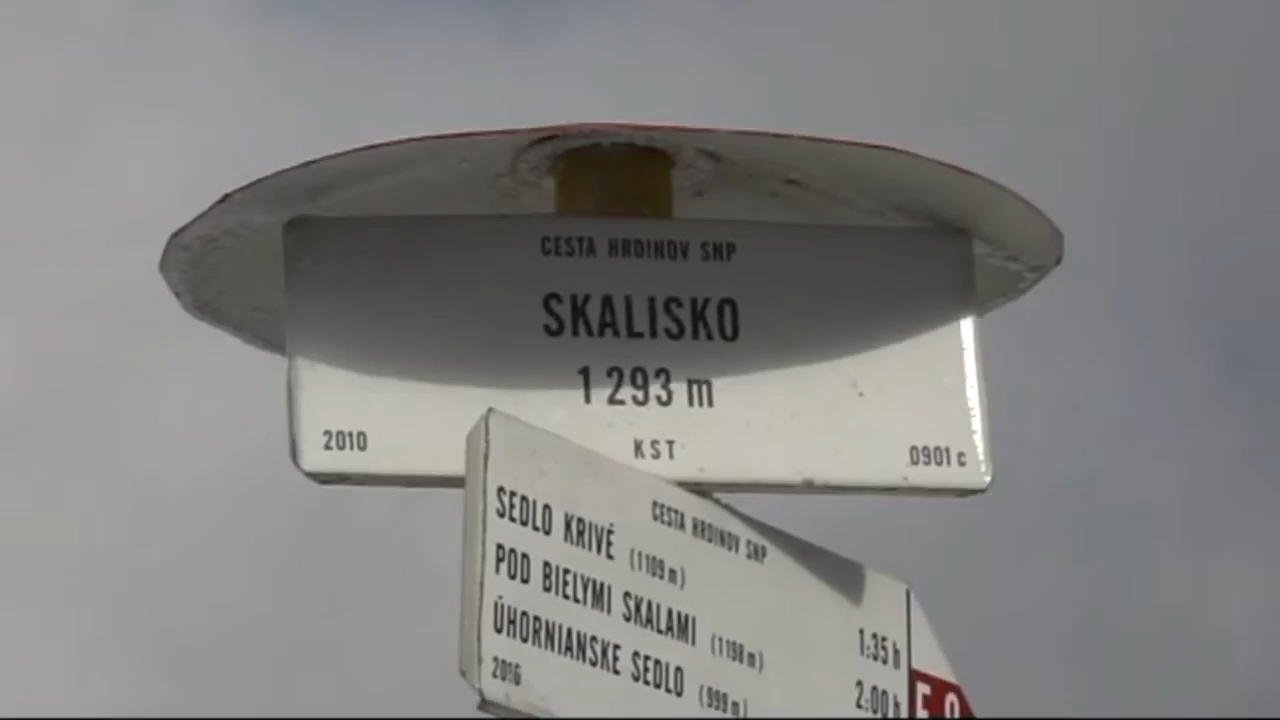 CESTA HRDINOV SNP
SKALISKO
1 293 m
KST
2010
0901 c
CESTA HRDINOV SNP
SEDLO KRIVÉ (1109 m)
POD BIELYMI SKALAMI (1198 m) 1:35 h
ÚHORNIANSKE SEDLO (999 m) 2:00 h
2016